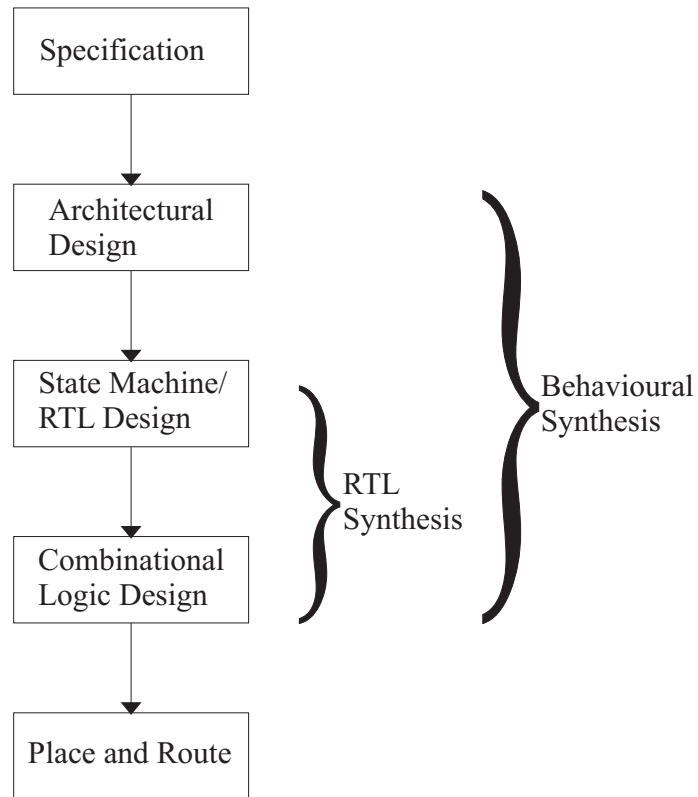 Specification
Architectural
Design
State Machine/
RTL Design
Combinational
Logic Design
Place and Route
RTL
Synthesis
Behavioural
Synthesis